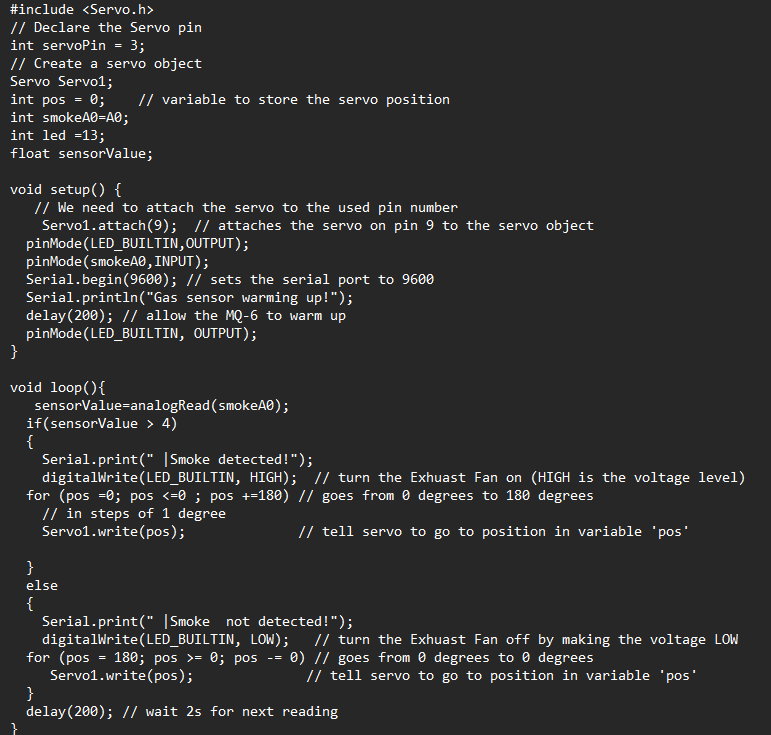 #include <Servo.h>
// Declare the Servo pin
int servoPin = 3;
// Create a servo object
Servo Servo1;
int pos = 0;    // variable to store the servo position
int smokeA0=A0;
int led =13;
float sensorValue;

void setup() {
   // We need to attach the servo to the used pin number
    Servo1.attach(9);  // attaches the servo on pin 9 to the servo object
  pinMode(LED_BUILTIN,OUTPUT);
  pinMode(smokeA0,INPUT);
  Serial.begin(9600); // sets the serial port to 9600
  Serial.println("Gas sensor warming up!");
  delay(200); // allow the MQ-6 to warm up
  pinMode(LED_BUILTIN, OUTPUT);
}

void loop(){
   sensorValue=analogRead(smokeA0);
  if(sensorValue > 4)
  {
    Serial.print(" |Smoke detected!");
    digitalWrite(LED_BUILTIN, HIGH);  // turn the Exhuast Fan on (HIGH is the voltage level)
  for (pos =0; pos <=0 ; pos +=180) // goes from 0 degrees to 180 degrees
    // in steps of 1 degree
    Servo1.write(pos);              // tell servo to go to position in variable 'pos'

  }
  else
  {
    Serial.print(" |Smoke  not detected!");
    digitalWrite(LED_BUILTIN, LOW);   // turn the Exhuast Fan off by making the voltage LOW
  for (pos = 180; pos >= 0; pos -= 0) // goes from 0 degrees to 0 degrees
     Servo1.write(pos);              // tell servo to go to position in variable 'pos'
  }
  delay(200); // wait 2s for next reading
}